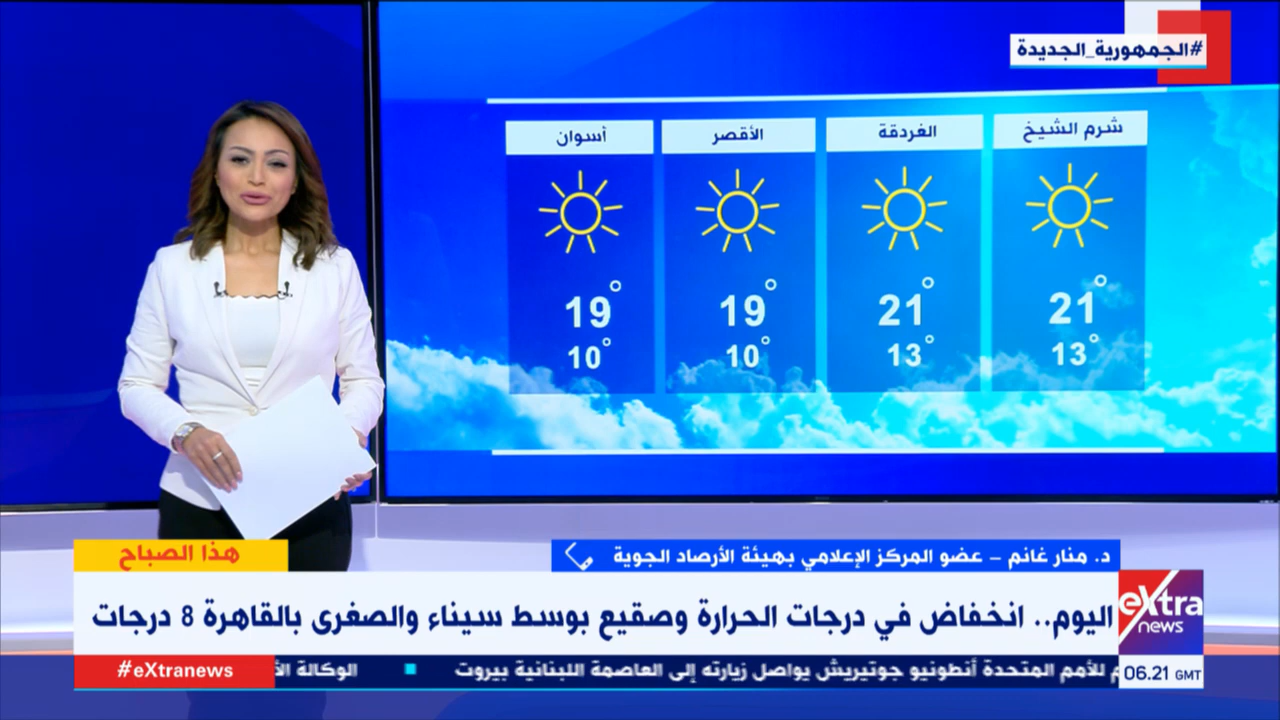 #الجمهورية_الجديدة
شرم الشيخ
الغردقة
الأقصر
أسوان
21°
21°
19°
19°
13°
13°
10°
10°
هذا الصباح
د. منار غانم – عضو المركز الإعلامي بهيئة الأرصاد الجوية
اليوم.. انخفاض في درجات الحرارة وصقيع بوسط سيناء والصغرى بالقاهرة 8 درجات
eXtra
news
للأمم المتحدة أنطونيو جوتيريش يواصل زيارته إلى العاصمة اللبنانية بيروت
الوكالة
#eXtranews
06.21 GMT